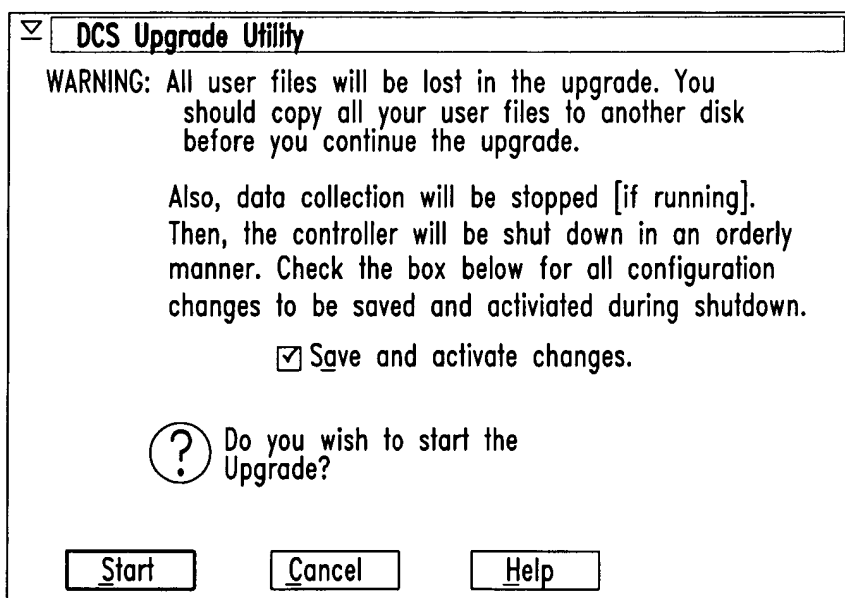 DCS Upgrade Utility
WARNING: All user files will be lost in the upgrade. You
should copy all your user files to another disk
before you continue the upgrade.
Also, data collection will be stopped [if running].
Then, the controller will be shut down in an orderly
manner. Check the box below for all configuration
changes to be saved and activiated during shutdown.
Save and activate changes.
? Do you wish to start the
Upgrade?
Start Cancel Help